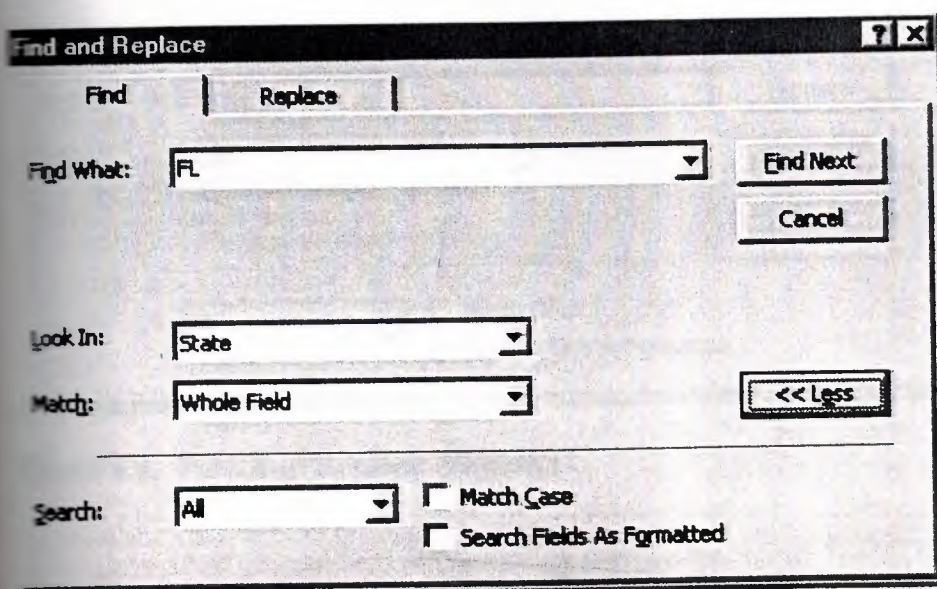 Find and Replace ? X
Find Replace
Find What: FL Find Next
Cancel
Look In: State
Match: Whole Field << Less
Search: All Match Case
Search Fields As Formatted